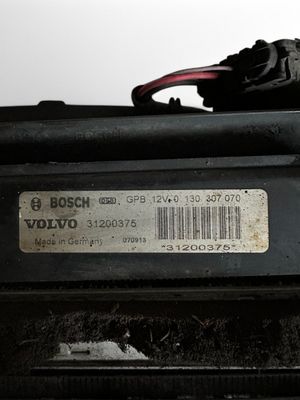 BOSCH GPB 12V 0 130 307 070
VOLVO 31200375
Made in Germany 070913 *31200375*